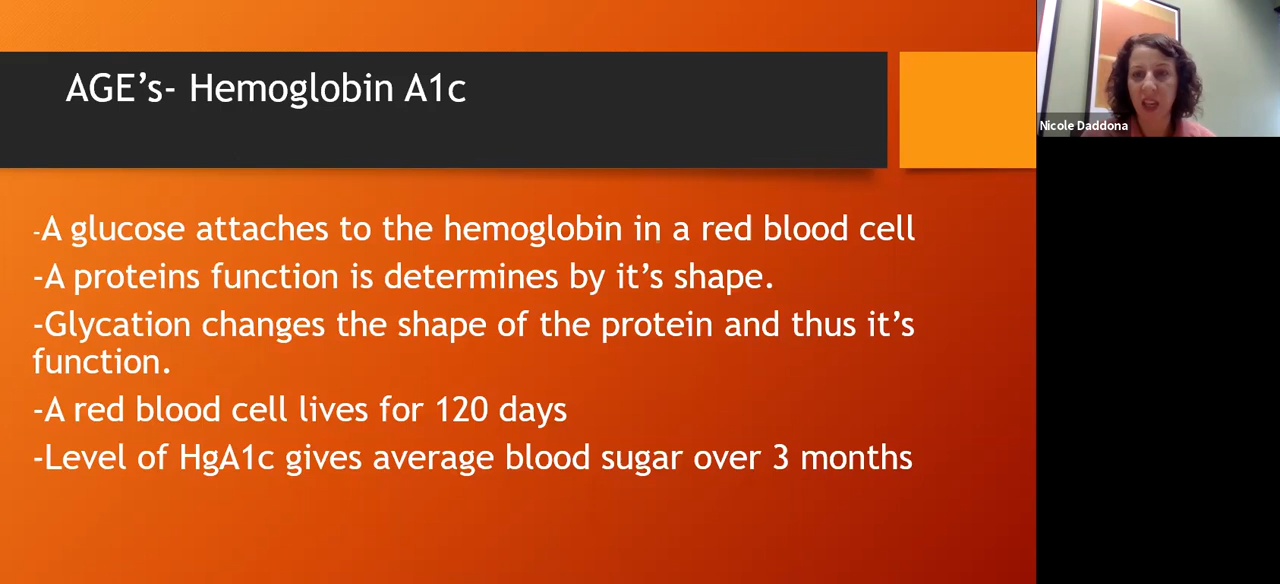 AGE’s- Hemoglobin A1c
-A glucose attaches to the hemoglobin in a red blood cell
-A proteins function is determines by it’s shape.
-Glycation changes the shape of the protein and thus it’s
function.
-A red blood cell lives for 120 days
-Level of HgA1c gives average blood sugar over 3 months
Nicole Daddona